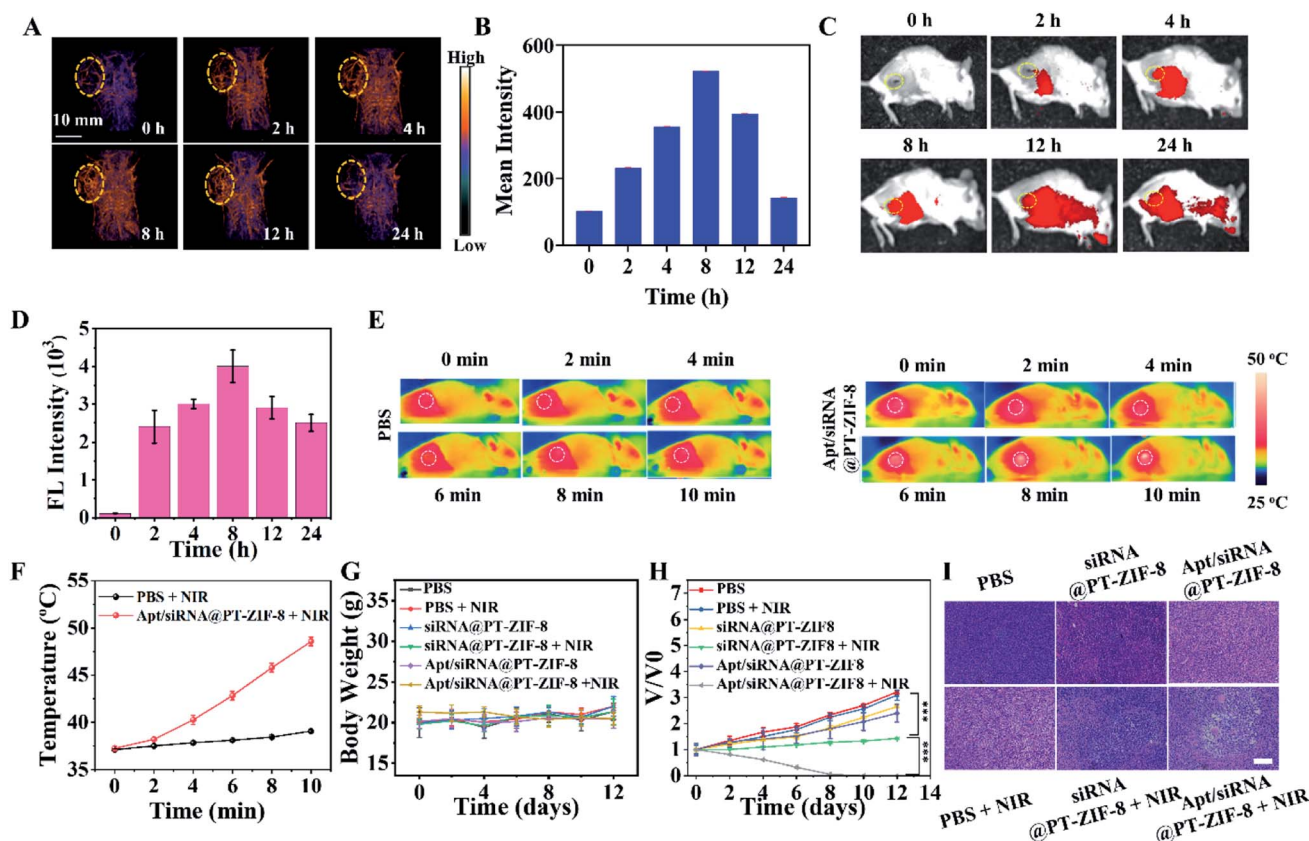 A
High
Low
10 mm
0 h
2 h
4 h
8 h
12 h
24 h
B
Mean Intensity
600
400
200
0
0 2 4 8 12 24
Time (h)
C
0 h
2 h
4 h
8 h
12 h
24 h
D
FL Intensity (10³)
5
4
3
2
1
0
0 2 4 8 12 24
Time (h)
E
PBS
0 min
2 min
4 min
6 min
8 min
10 min
Apt/siRNA
@PT-ZIF-8
0 min
2 min
4 min
6 min
8 min
10 min
50 °C
25 °C
F
Temperature (°C)
55
50
45
40
35
PBS + NIR
Apt/siRNA@PT-ZIF-8 + NIR
0 2 4 6 8 10
Time (min)
G
Body Weight (g)
35.0
30.0
25.0
20.0
15.0
PBS
PBS + NIR
siRNA@PT-ZIF-8
siRNA@PT-ZIF-8 + NIR
Apt/siRNA@PT-ZIF-8
Apt/siRNA@PT-ZIF-8 +NIR
0 4 8 12
Time (days)
H
V/V0
8
7
6
5
4
3
2
1
0
PBS
PBS + NIR
siRNA@PT-ZIF8
siRNA@PT-ZIF8 + NIR
Apt/siRNA@PT-ZIF8
Apt/siRNA@PT-ZIF8 + NIR
***
***
0 2 4 6 8 10 12 14
Time (days)
I
PBS
siRNA
@PT-ZIF-8
Apt/siRNA
@PT-ZIF-8
PBS + NIR
siRNA
@PT-ZIF-8 + NIR
Apt/siRNA
@PT-ZIF-8 + NIR